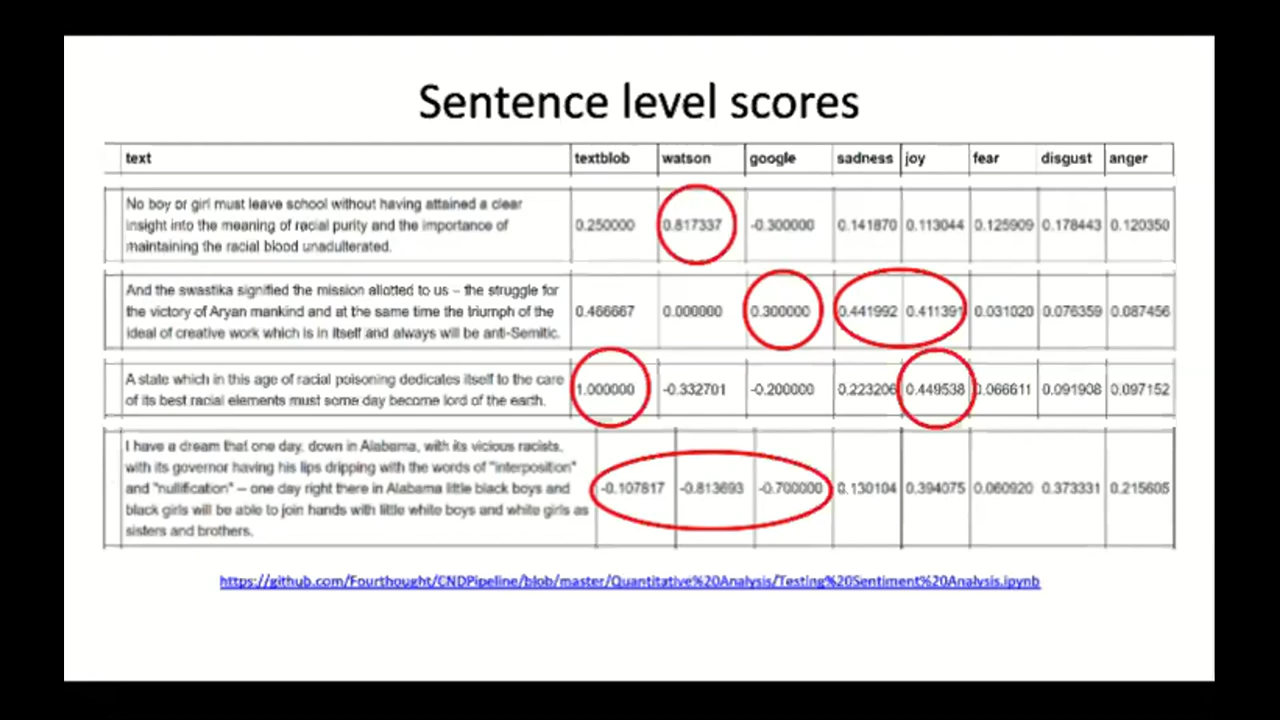 Sentence level scores
text textblob watson google sadness joy fear disgust anger
No boy or girl must leave school without having attained a clear
insight into the meaning of racial purity and the importance of
maintaining the racial blood unadulterated.
0.250000 0.817337 -0.300000 0.141870 0.113044 0.125909 0.178443 0.120350
And the swastika signified the mission allotted to us – the struggle for
the victory of Aryan mankind and at the same time the triumph of the
ideal of creative work which is in itself and always will be anti-Semitic.
0.466667 0.000000 0.300000 0.441992 0.411391 0.031020 0.076359 0.087456
A state which in this age of racial poisoning dedicates itself to the care
of its best racial elements must some day become lord of the earth.
1.000000 -0.332701 -0.200000 0.223206 0.449538 0.066611 0.091908 0.097152
I have a dream that one day, down in Alabama, with its vicious racists,
with its governor having his lips dripping with the words of "interposition"
and "nullification" – one day right there in Alabama little black boys and
black girls will be able to join hands with little white boys and white girls as
sisters and brothers.
-0.107817 -0.813693 -0.700000 0.130104 0.394075 0.060920 0.373331 0.215605
https://github.com/Fourthought/CNDPipeline/blob/master/Quantitative%20Analysis/Testing%20Sentiment%20Analysis.ipynb